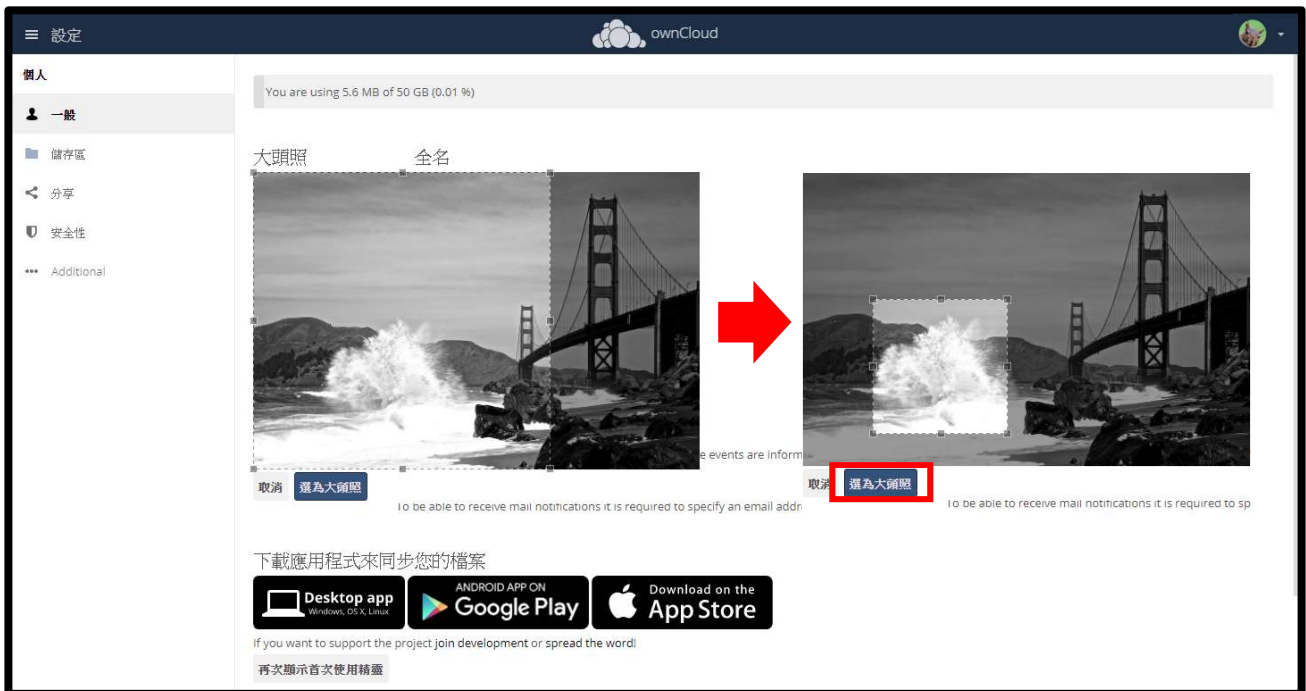 設定
ownCloud
個人
一般
儲存區
分享
安全性
Additional
You are using 5.6 MB of 50 GB (0.01 %)
大頭照 全名
e events are inform
取消 選為大頭照
To be able to receive mail notifications it is required to specify an email addr
取消 選為大頭照
To be able to receive mail notifications it is required to sp
下載應用程式來同步您的檔案
Desktop app
Windows, OS X, Linux
ANDROID APP ON
Google Play
Download on the
App Store
If you want to support the project join development or spread the word!
再次顯示首次使用精靈